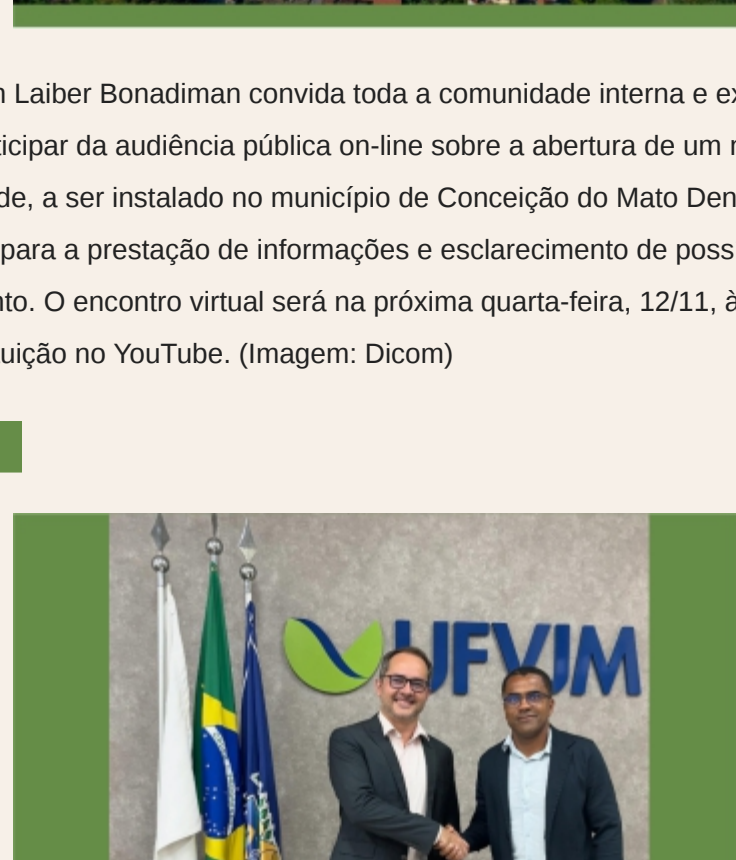 Laiber Bonadiman convida toda a comunidade interna e
ticipar da audiência pública on-line sobre a abertura de um
de, a ser instalado no município de Conceição do Mato Den
para a prestação de informações e esclarecimento de poss
nto. O encontro virtual será na próxima quarta-feira, 12/11, à
uição no YouTube. (Imagem: Dicom)
UFVJM